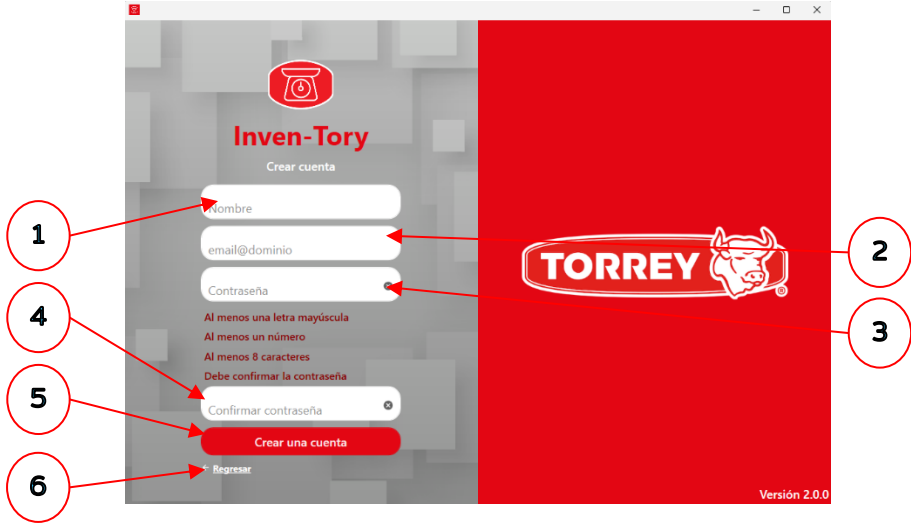 Inven-Tory
Crear cuenta
Nombre
1
email@dominio
2
TORREY
®
Contraseña
3
Al menos una letra mayúscula
4
Al menos un número
Al menos 8 caracteres
Debe confirmar la contraseña
5
Confirmar contraseña
Crear una cuenta
← Regresar
6
Versión 2.0.0